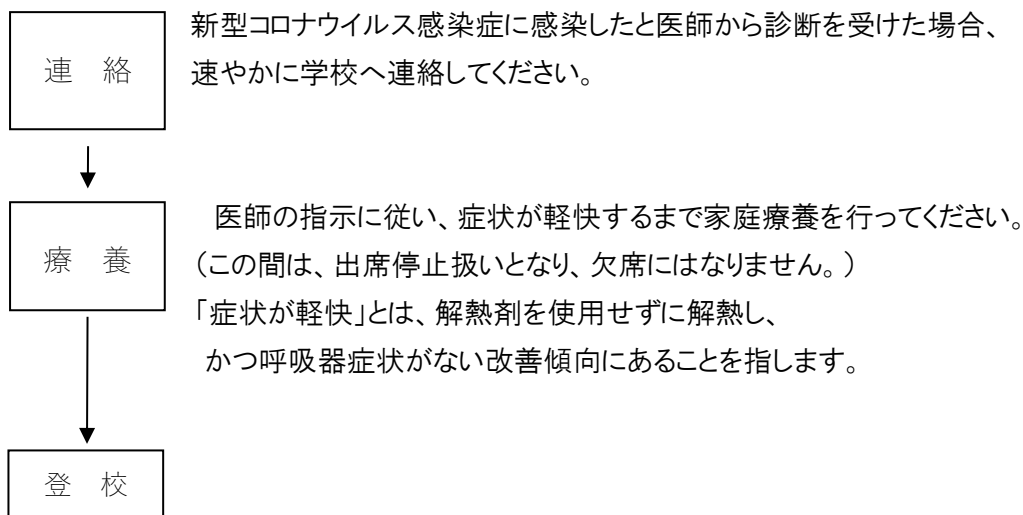 新型コロナウイルス感染症に感染したと医師から診断を受けた場合、
連　絡
速やかに学校へ連絡してください。
医師の指示に従い、症状が軽快するまで家庭療養を行ってください。
療　養
（この間は、出席停止扱いとなり、欠席にはなりません。）
「症状が軽快」とは、解熱剤を使用せずに解熱し、
かつ呼吸器症状がない改善傾向にあることを指します。
登　校